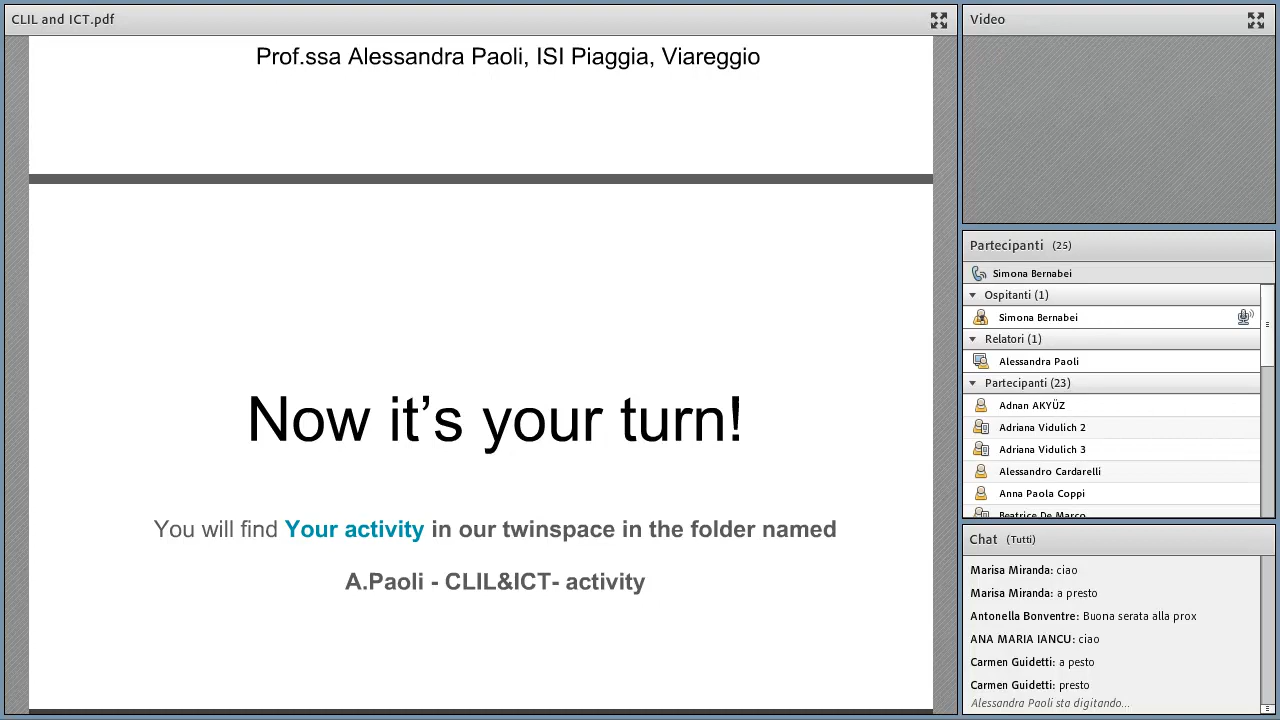 CLIL and ICT.pdf
Prof.ssa Alessandra Paoli, ISI Piaggia, Viareggio
Now it’s your turn!
You will find Your activity in our twinspace in the folder named
A.Paoli - CLIL&ICT- activity
Video
Partecipanti (25)
Simona Bernabei
Ospitanti (1)
Simona Bernabei
Relatori (1)
Alessandra Paoli
Partecipanti (23)
Adnan AKYÜZ
Adriana Vidulich 2
Adriana Vidulich 3
Alessandro Cardarelli
Anna Paola Coppi
Beatrice De Marco
Chat (Tutti)
Marisa Miranda: ciao
Marisa Miranda: a presto
Antonella Bonventre: Buona serata alla prox
ANA MARIA IANCU: ciao
Carmen Guidetti: a pesto
Carmen Guidetti: presto
Alessandra Paoli sta digitando...